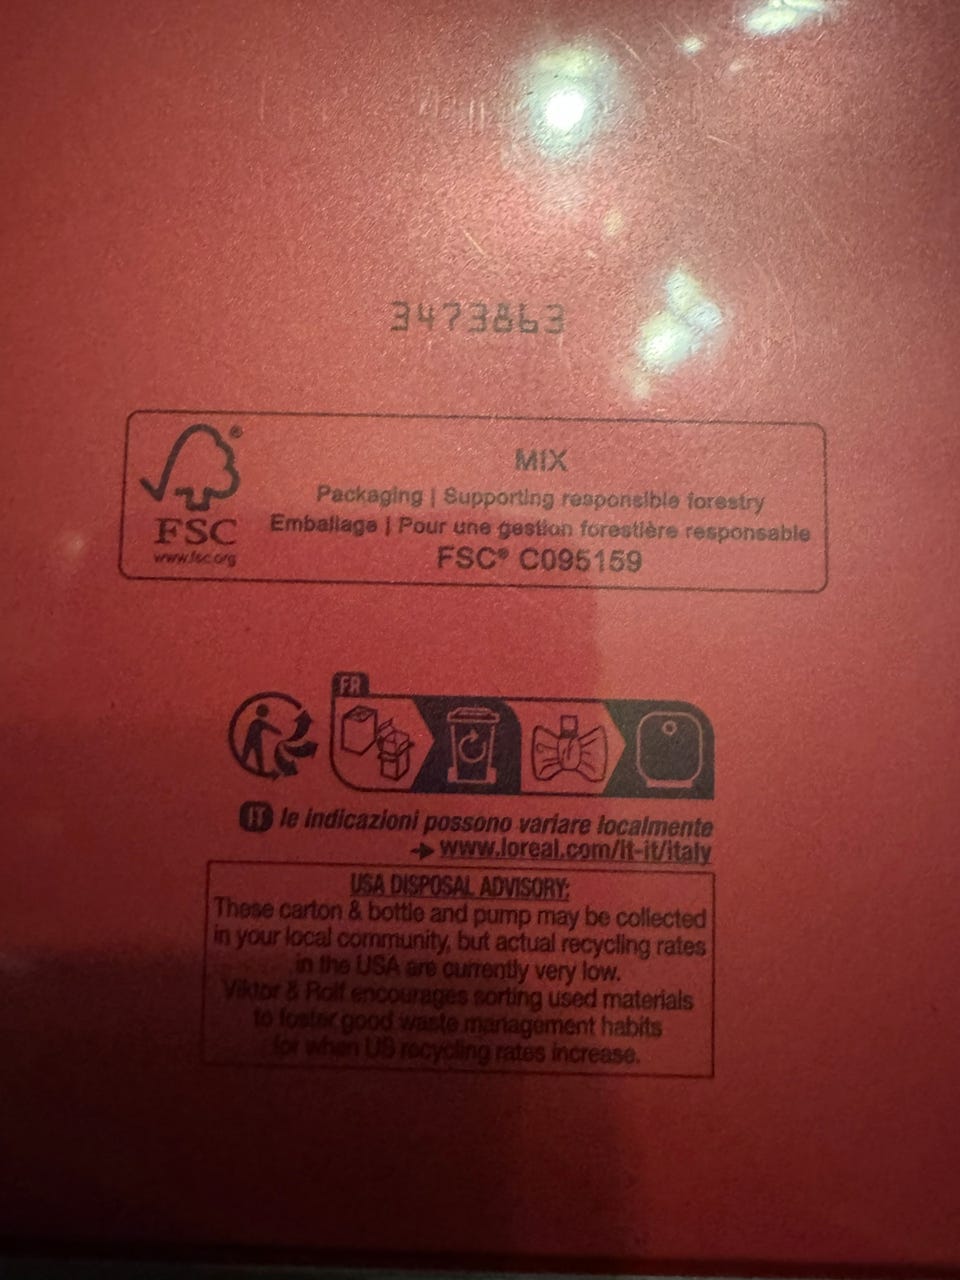 3473863
MIX
Packaging | Supporting responsible forestry
Emballage | Pour une gestion forestière responsable
FSC® C095159
®
FSC
www.fsc.org
FR
IT le indicazioni possono variare localmente
→ www.loreal.com/it-it/italy
USA DISPOSAL ADVISORY:
These carton & bottle and pump may be collected
in your local community, but actual recycling rates
in the USA are currently very low.
Viktor & Rolf encourages sorting used materials
to foster good waste management habits
for when US recycling rates increase.